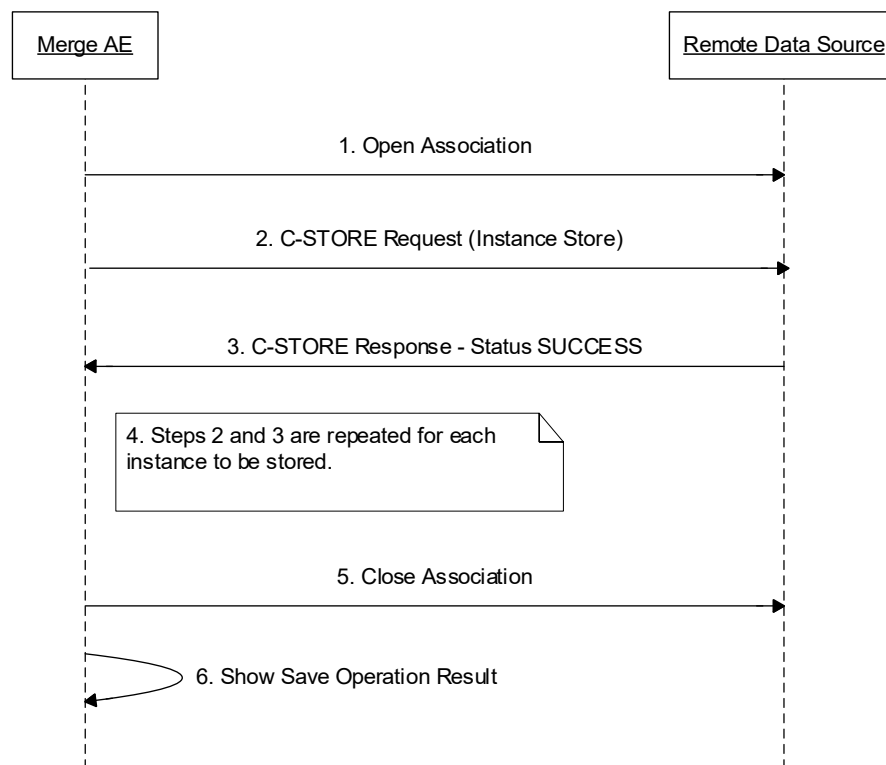 Merge AE
Remote Data Source
1. Open Association
2. C-STORE Request (Instance Store)
3. C-STORE Response - Status SUCCESS
4. Steps 2 and 3 are repeated for each
instance to be stored.
5. Close Association
6. Show Save Operation Result